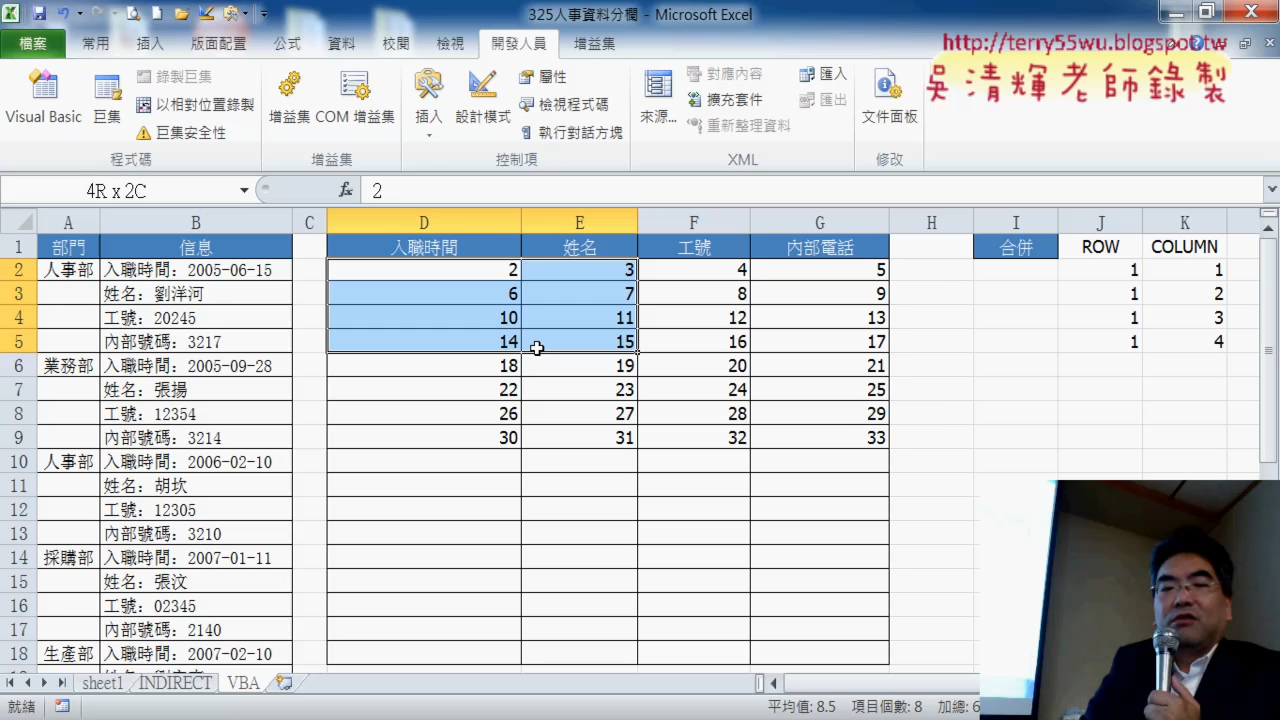 325人事資料分欄 - Microsoft Excel
檔案 常用 插入 版面配置 公式 資料 校閱 檢視 開發人員 增益集
http://terry55wu.blogspot.tw
吳清輝老師錄製
Visual Basic 巨集 錄製巨集 以相對位置錄製 巨集安全性 增益集 COM 增益集 插入 設計模式 屬性 檢視程式碼 執行對話方塊 來源... 對應內容 擴充套件 重新整理資料 匯入 匯出 文件面板
程式碼 增益集 控制項 XML 修改
4R x 2C fx 2
A B C D E F G H I J K
1 部門 信息 入職時間 姓名 工號 內部電話 合併 ROW COLUMN
2 人事部 入職時間：2005-06-15 2 3 4 5 1 1
3 姓名：劉洋河 6 7 8 9 1 2
4 工號：20245 10 11 12 13 1 3
5 內部號碼：3217 14 15 16 17 1 4
6 業務部 入職時間：2005-09-28 18 19 20 21
7 姓名：張揚 22 23 24 25
8 工號：12354 26 27 28 29
9 內部號碼：3214 30 31 32 33
10 人事部 入職時間：2006-02-10
11 姓名：胡坎
12 工號：12305
13 內部號碼：3210
14 採購部 入職時間：2007-01-11
15 姓名：張汶
16 工號：02345
17 內部號碼：2140
18 生產部 入職時間：2007-02-10
sheet1 INDIRECT VBA
就緒 平均值: 8.5 項目個數: 8 加總: 6